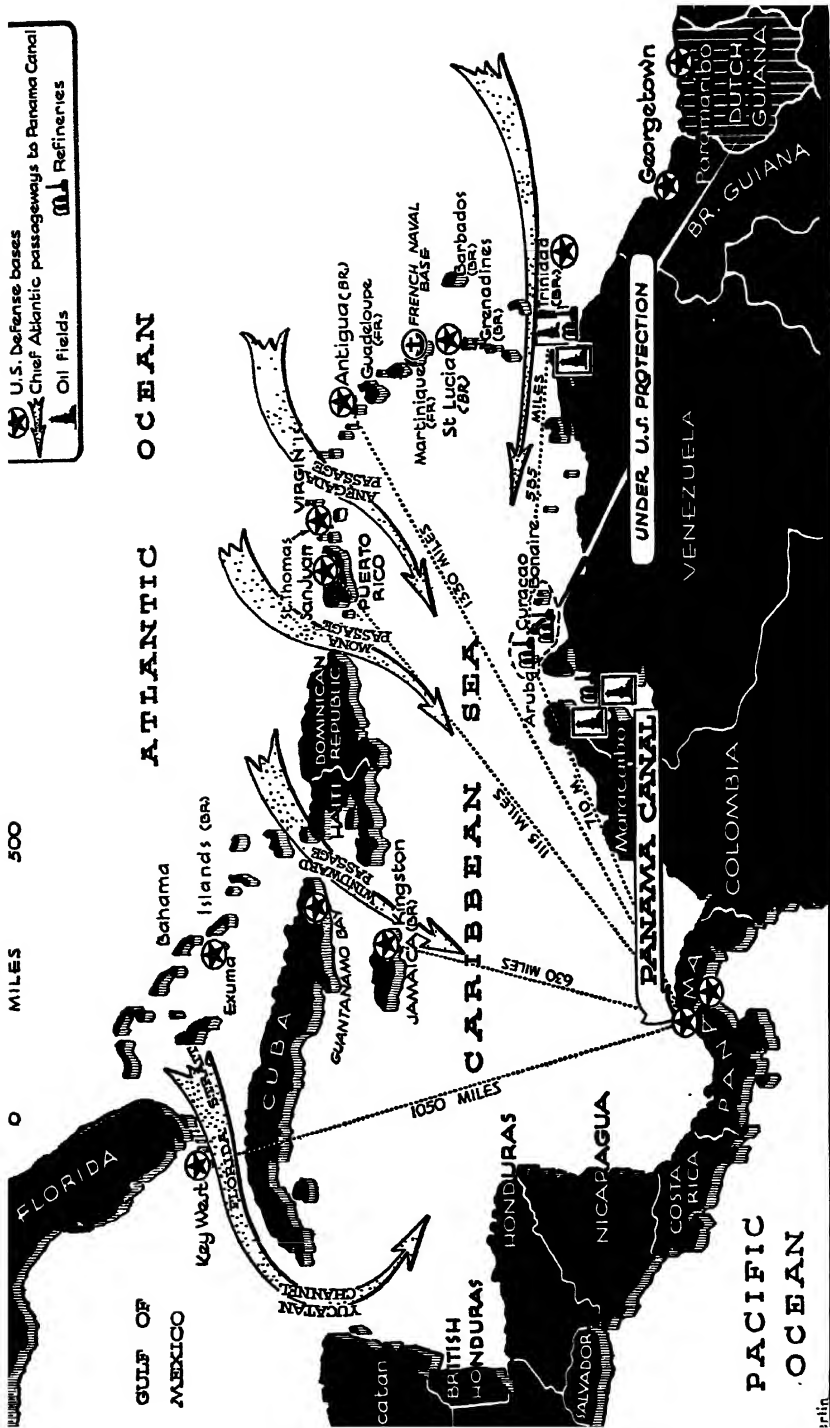 U.S. Defense bases
Chief Atlantic passageways to Panama Canal
Oil fields
Refineries
0 MILES 500
FLORIDA
GULF OF
MEXICO
ATLANTIC OCEAN
Bahama
Islands (BR)
Exuma
Key West
FLORIDA
YUCATAN
CHANNEL
CUBA
GUANTANAMO BAY
WINDWARD
PASSAGE
HAITI
DOMINICAN
REPUBLIC
Kingston
JAMAICA (BR)
MONA
PASSAGE
St. Thomas
San Juan
PUERTO
RICO
VIRGIN IS
ANEGADA
PASSAGE
Antigua (BR)
Guadeloupe
(FR)
Martinique
(FR)
FRENCH NAVAL
BASE
St Lucia
(BR)
Barbados
(BR)
Grenadines
(BR)
Trinidad
(BR)
CARIBBEAN SEA
1050 MILES
630 MILES
1115 MILES
1330 MILES
710 M
585 MILES
Aruba
Curaçao
Bonaire
Maracaibo
PANAMA CANAL
UNDER U.S. PROTECTION
Georgetown
Paramaribo
DUTCH
GUIANA
BR. GUIANA
VENEZUELA
COLOMBIA
PANAMA
COSTA
RICA
NICARAGUA
HONDURAS
BRITISH
HONDURAS
SALVADOR
catan
PACIFIC
OCEAN
rlin